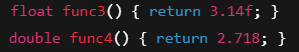 float func3() { return 3.14f; }
double func4() { return 2.718; }